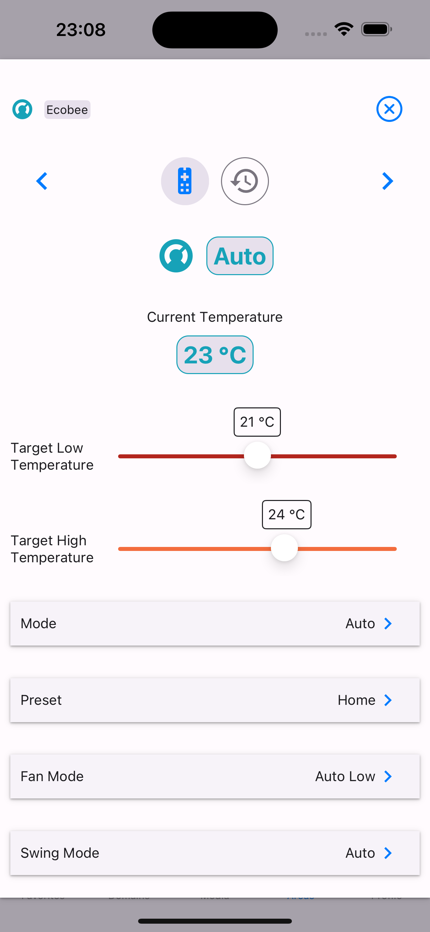 23:08
Ecobee
Auto
Current Temperature
23 °C
21 °C
Target Low
Temperature
24 °C
Target High
Temperature
Mode
Auto
Preset
Home
Fan Mode
Auto Low
Swing Mode
Auto